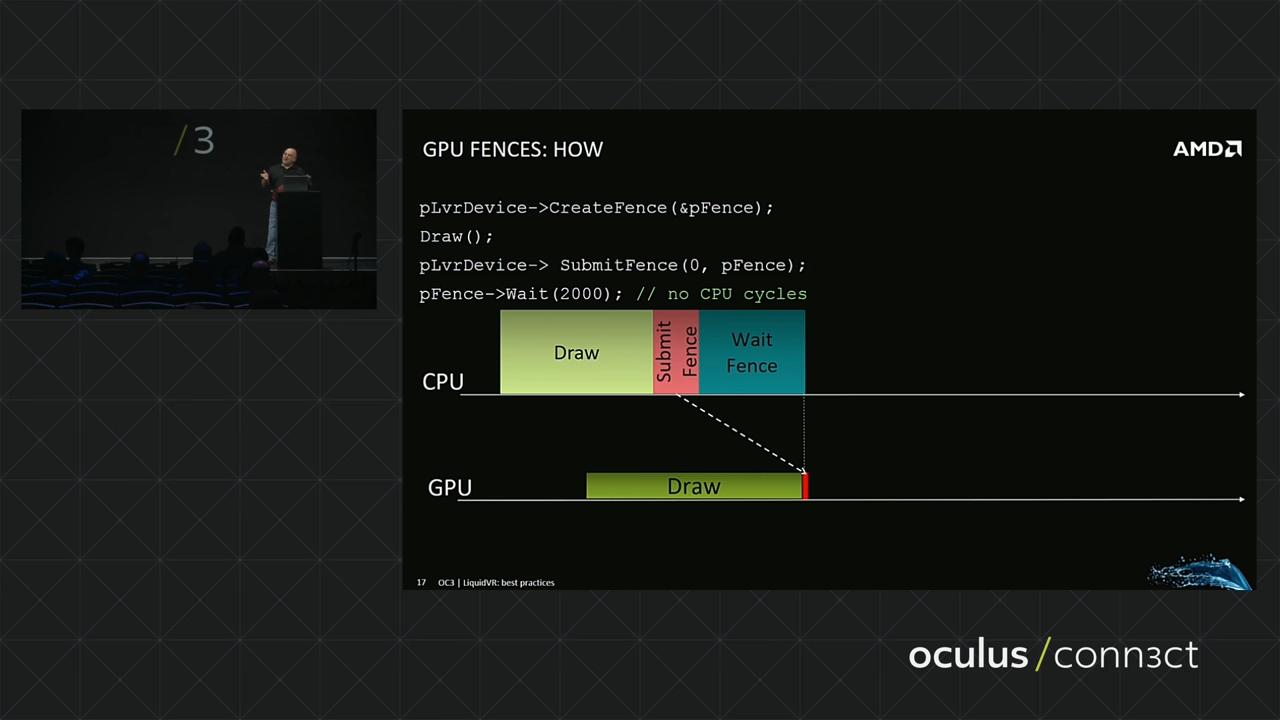 /3
GPU FENCES: HOW
AMD
pLvrDevice->CreateFence(&pFence);
Draw();
pLvrDevice-> SubmitFence(0, pFence);
pFence->Wait(2000); // no CPU cycles
Draw
Submit
Fence
Wait
Fence
CPU
GPU
Draw
17 OC3 | LiquidVR: best practices
oculus/conn3ct